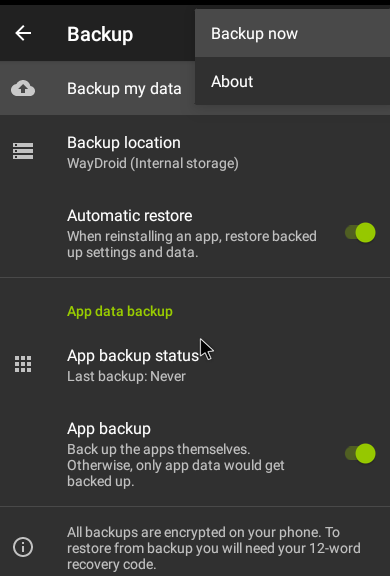 Backup
Backup now
About
Backup my data
Backup location
WayDroid (Internal storage)
Automatic restore
When reinstalling an app, restore backed
up settings and data.
App data backup
App backup status
Last backup: Never
App backup
Back up the apps themselves.
Otherwise, only app data would get
backed up.
All backups are encrypted on your phone. To
restore from backup you will need your 12-word
recovery code.